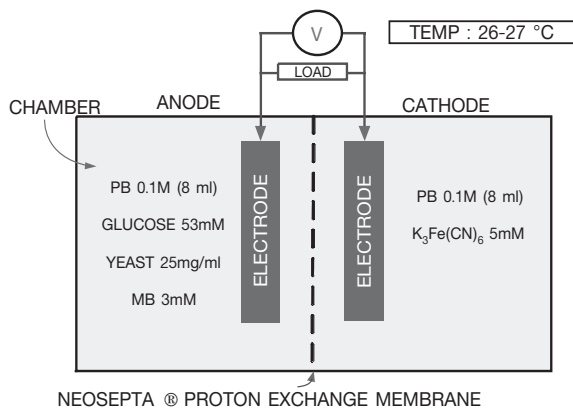 V
TEMP : 26-27 °C
LOAD
ANODE
CATHODE
CHAMBER
PB 0.1M (8 ml)
GLUCOSE 53mM
YEAST 25mg/ml
MB 3mM
ELECTRODE
ELECTRODE
PB 0.1M (8 ml)
K3Fe(CN)6 5mM
NEOSEPTA ® PROTON EXCHANGE MEMBRANE